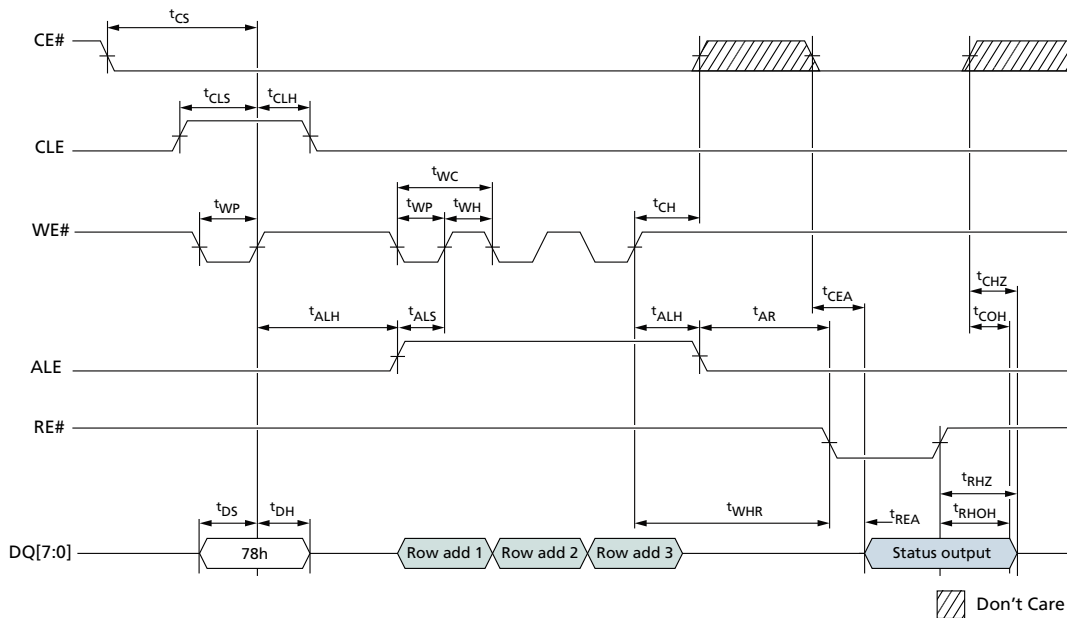 tCS
CE#
tCLS
tCLH
CLE
tWC
tWP
tWP
tWH
tCH
WE#
tCEA
tCHZ
tALH
tALS
tALH
tAR
tCOH
ALE
RE#
tRHZ
tDS
tDH
tWHR
tREA
tRHOH
DQ[7:0]
78h
Row add 1
Row add 2
Row add 3
Status output
Don't Care